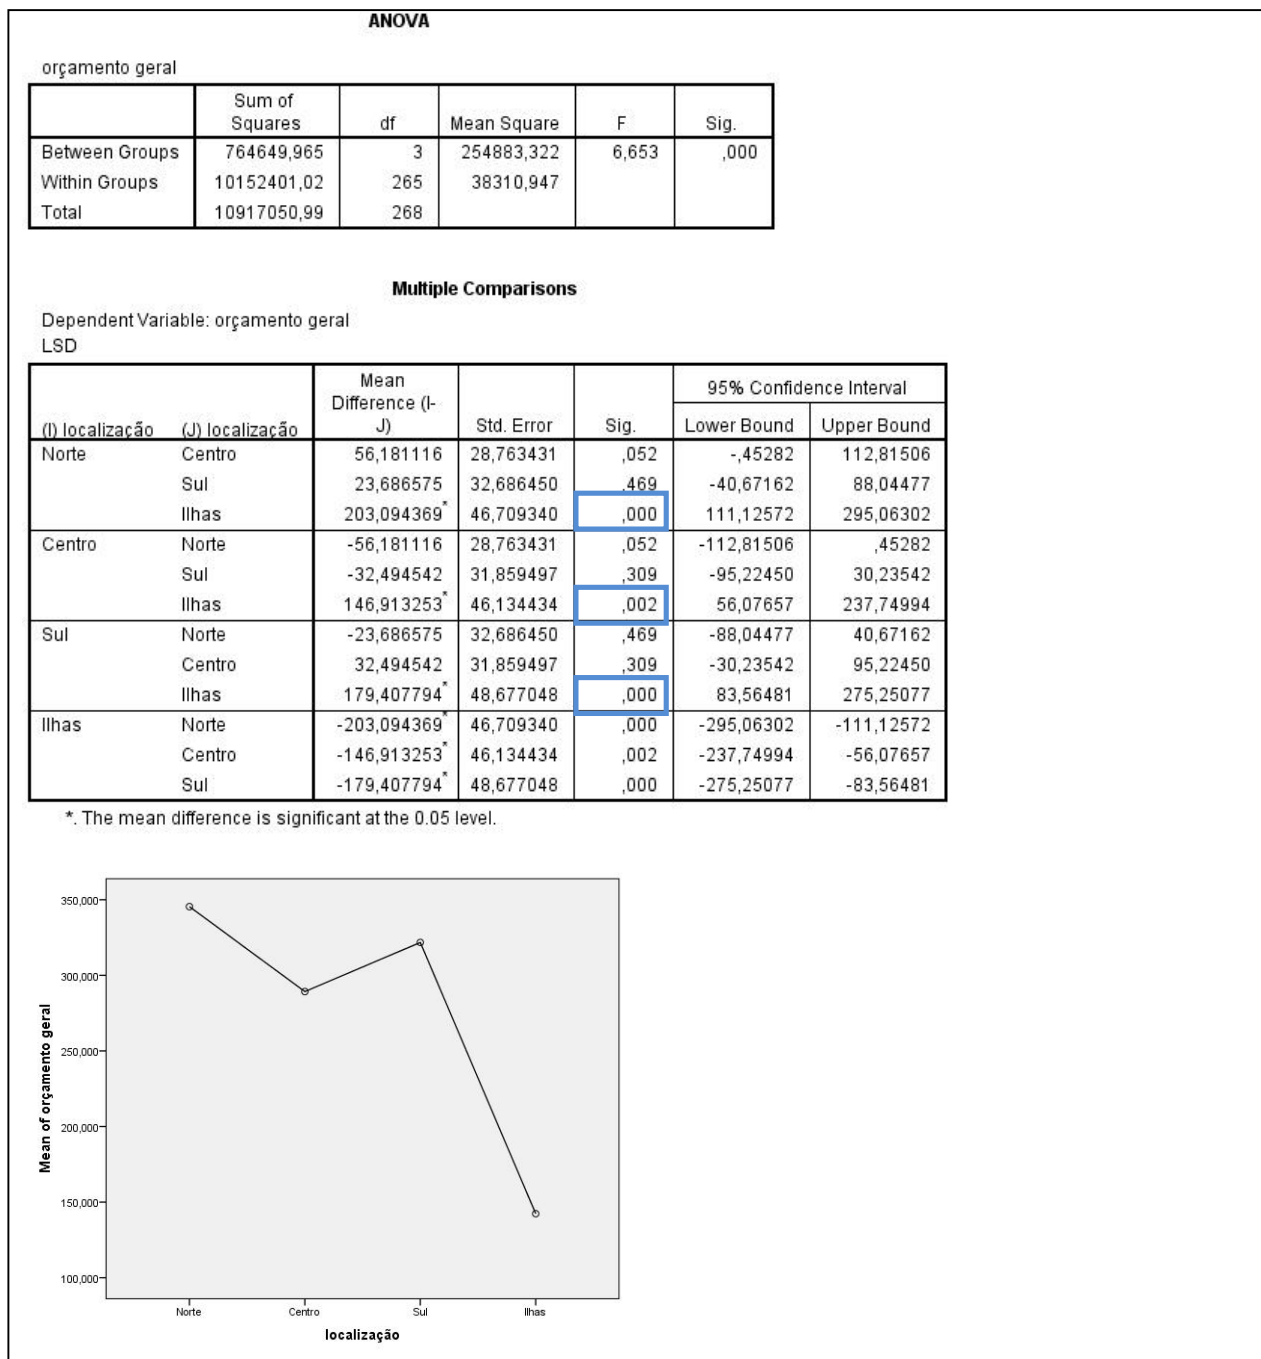 ANOVA
orçamento geral
Sum of Squares df Mean Square F Sig.
Between Groups 764649,965 3 254883,322 6,653 ,000
Within Groups 10152401,02 265 38310,947
Total 10917050,99 268
Multiple Comparisons
Dependent Variable: orçamento geral
LSD
(I) localização (J) localização Mean Difference (I-J) Std. Error Sig. 95% Confidence Interval
Lower Bound Upper Bound
Norte Centro 56,181116 28,763431 ,052 -,45282 112,81506
Sul 23,686575 32,686450 ,469 -40,67162 88,04477
Ilhas 203,094369* 46,709340 ,000 111,12572 295,06302
Centro Norte -56,181116 28,763431 ,052 -112,81506 ,45282
Sul -32,494542 31,859497 ,309 -95,22450 30,23542
Ilhas 146,913253* 46,134434 ,002 56,07657 237,74994
Sul Norte -23,686575 32,686450 ,469 -88,04477 40,67162
Centro 32,494542 31,859497 ,309 -30,23542 95,22450
Ilhas 179,407794* 48,677048 ,000 83,56481 275,25077
Ilhas Norte -203,094369* 46,709340 ,000 -295,06302 -111,12572
Centro -146,913253* 46,134434 ,002 -237,74994 -56,07657
Sul -179,407794* 48,677048 ,000 -275,25077 -83,56481
*. The mean difference is significant at the 0.05 level.
Mean of orçamento geral
350,000
300,000
250,000
200,000
150,000
100,000
Norte Centro Sul Ilhas
localização